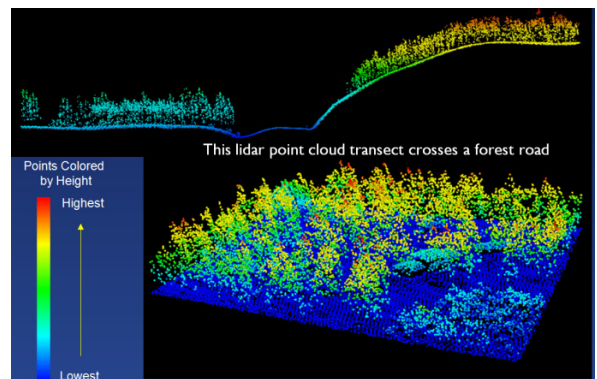 This lidar point cloud transect crosses a forest road
Points Colored
by Height
Highest
Lowest